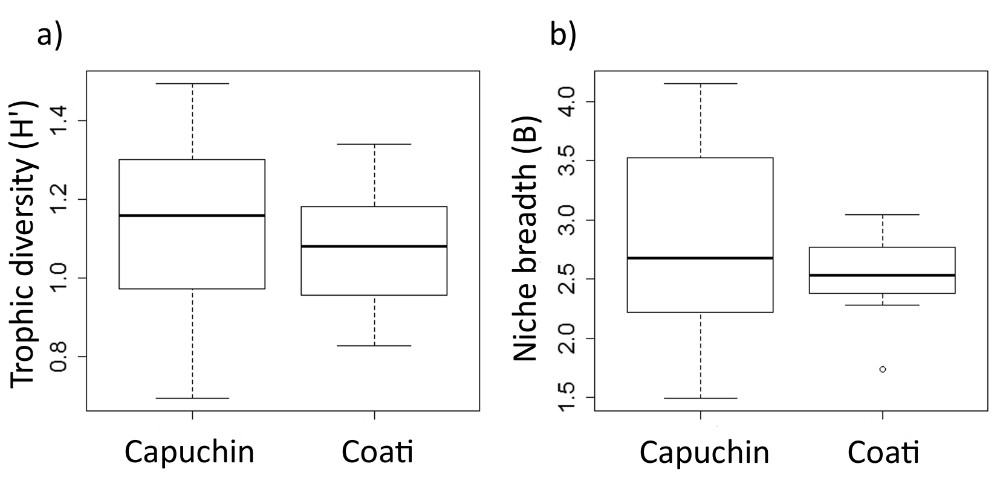 a)
Trophic diversity (H')
1.4
1.2
1.0
0.8
Capuchin
Coati
b)
Niche breadth (B)
4.0
3.5
3.0
2.5
2.0
1.5
Capuchin
Coati